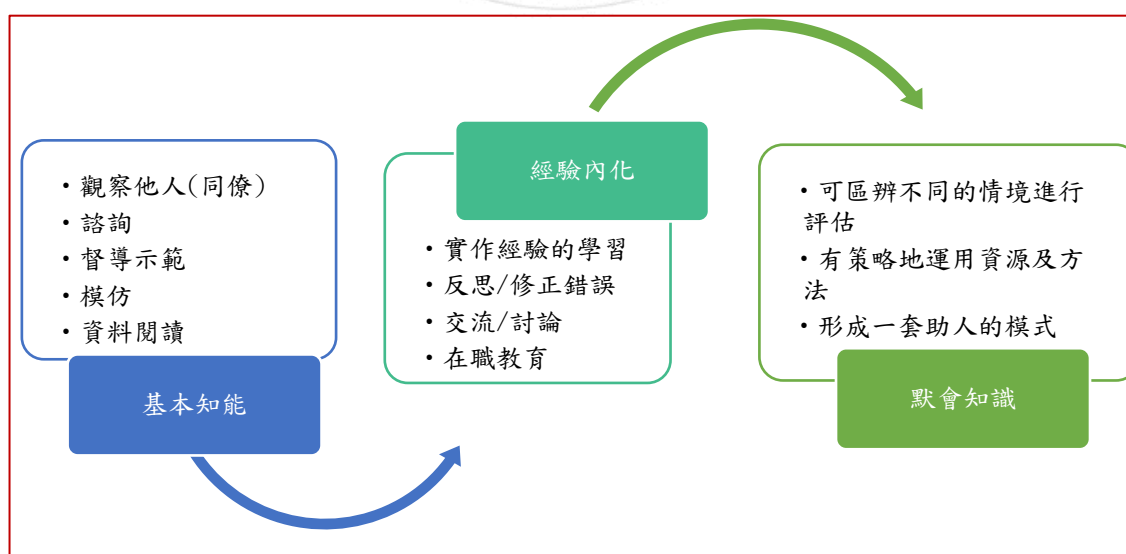 ・觀察他人(同僚)
・諮詢
・督導示範
・模仿
・資料閱讀
基本知能
經驗內化
・實作經驗的學習
・反思/修正錯誤
・交流/討論
・在職教育
・可區辨不同的情境進行
評估
・有策略地運用資源及方
法
・形成一套助人的模式
默會知識